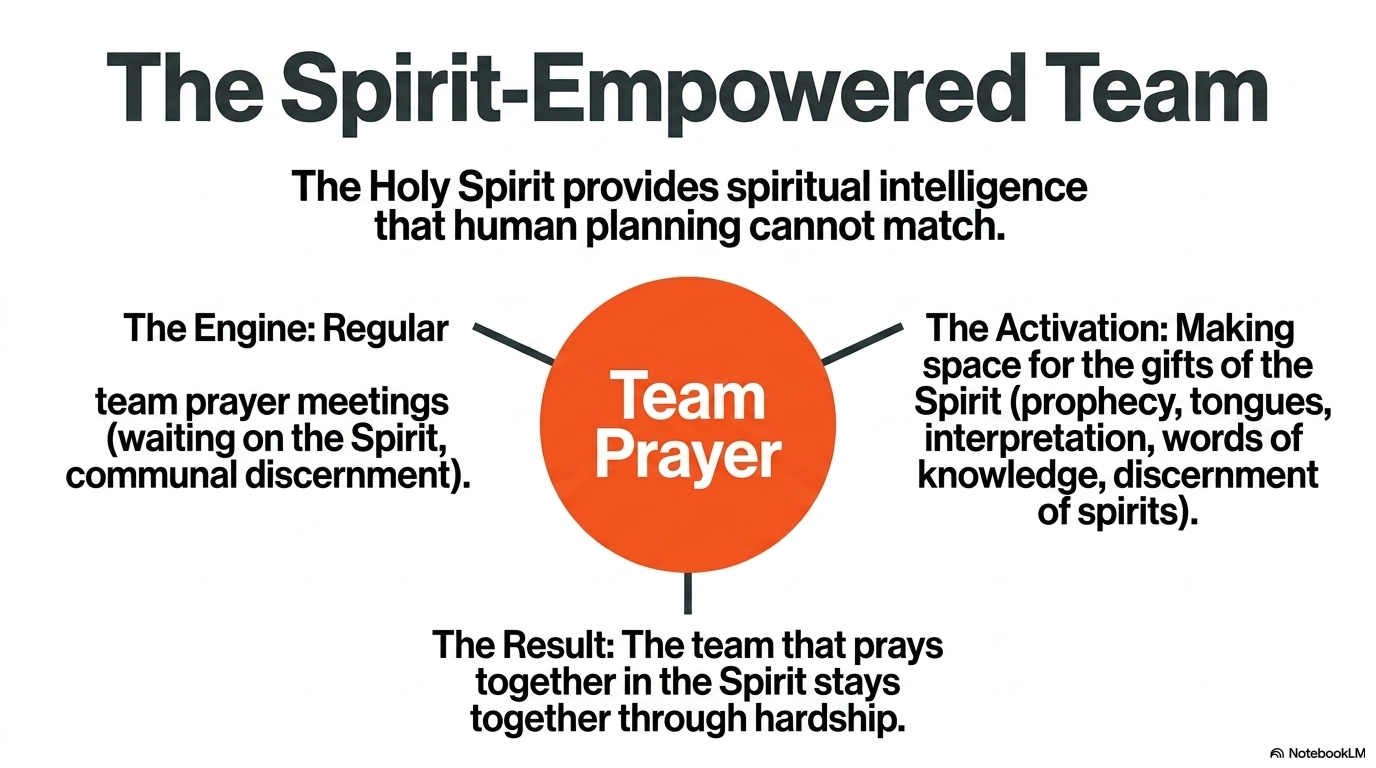 The Spirit-Empowered Team
The Holy Spirit provides spiritual intelligence
that human planning cannot match.
The Engine: Regular
team prayer meetings
(waiting on the Spirit,
communal discernment).
Team
Prayer
The Activation: Making
space for the gifts of the
Spirit (prophecy, tongues,
interpretation, words of
knowledge, discernment
of spirits).
The Result: The team that prays
together in the Spirit stays
together through hardship.
NotebookLM